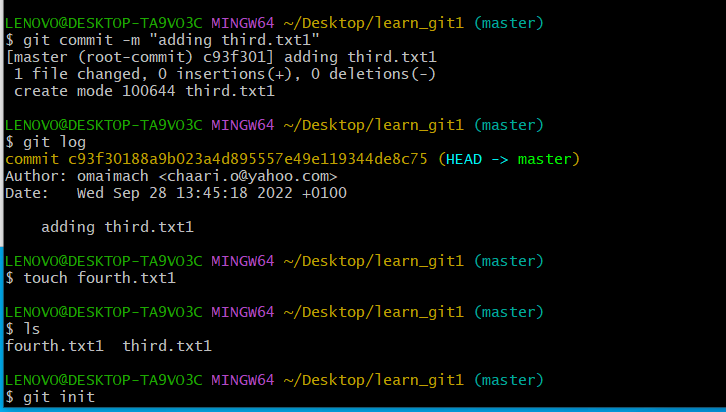 LENOVO@DESKTOP-TA9VO3C MINGW64 ~/Desktop/learn_git1 (master)
$ git commit -m "adding third.txt1"
[master (root-commit) c93f301] adding third.txt1
 1 file changed, 0 insertions(+), 0 deletions(-)
 create mode 100644 third.txt1

LENOVO@DESKTOP-TA9VO3C MINGW64 ~/Desktop/learn_git1 (master)
$ git log
commit c93f30188a9b023a4d895557e49e119344de8c75 (HEAD -> master)
Author: omaimach <chaari.o@yahoo.com>
Date:   Wed Sep 28 13:45:18 2022 +0100

    adding third.txt1

LENOVO@DESKTOP-TA9VO3C MINGW64 ~/Desktop/learn_git1 (master)
$ touch fourth.txt1

LENOVO@DESKTOP-TA9VO3C MINGW64 ~/Desktop/learn_git1 (master)
$ ls
fourth.txt1  third.txt1

LENOVO@DESKTOP-TA9VO3C MINGW64 ~/Desktop/learn_git1 (master)
$ git init